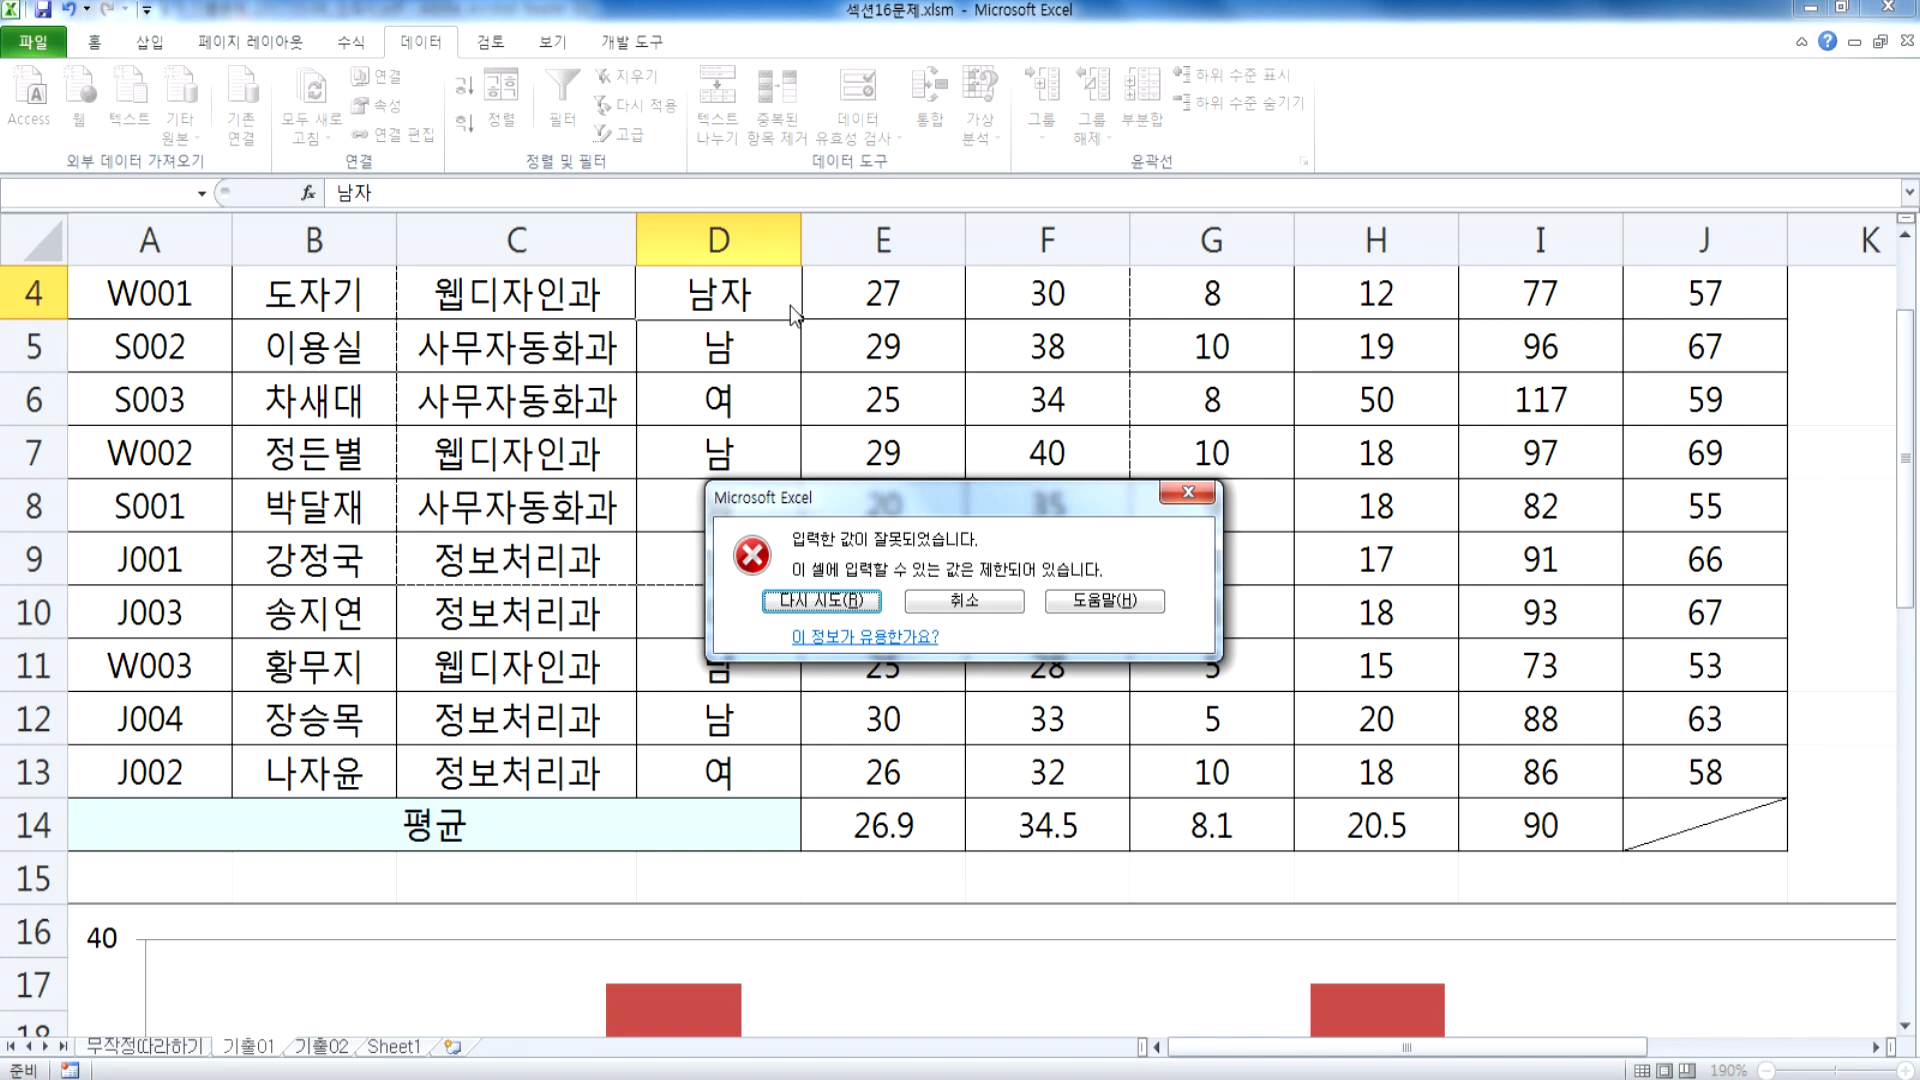 섹션16문제.xlsm - Microsoft Excel
파일 홈 삽입 페이지 레이아웃 수식 데이터 검토 보기 개발 도구
Access 웹 텍스트 기타 원본 기존 연결
외부 데이터 가져오기
모두 새로 고침 연결 속성 연결 편집
연결
정렬 필터 지우기 다시 적용 고급
정렬 및 필터
텍스트 나누기 중복된 항목 제거 데이터 유효성 검사 통합 가상 분석
데이터 도구
그룹 그룹 해제 부분합 하위 수준 표시 하위 수준 숨기기
윤곽선
fx 남자
A B C D E F G H I J K
4 W001 도자기 웹디자인과 남자 27 30 8 12 77 57
5 S002 이용실 사무자동화과 남 29 38 10 19 96 67
6 S003 차새대 사무자동화과 여 25 34 8 50 117 59
7 W002 정든별 웹디자인과 남 29 40 10 18 97 69
8 S001 박달재 사무자동화과 20 35 18 82 55
9 J001 강정국 정보처리과 17 91 66
10 J003 송지연 정보처리과 18 93 67
11 W003 황무지 웹디자인과 남 25 28 5 15 73 53
12 J004 장승목 정보처리과 남 30 33 5 20 88 63
13 J002 나자윤 정보처리과 여 26 32 10 18 86 58
14 평균 26.9 34.5 8.1 20.5 90
15
16
17
18
40
Microsoft Excel
입력한 값이 잘못되었습니다.
이 셀에 입력할 수 있는 값은 제한되어 있습니다.
다시 시도(R) 취소 도움말(H)
이 정보가 유용한가요?
무작정따라하기 기출01 기출02 Sheet1
준비 190%